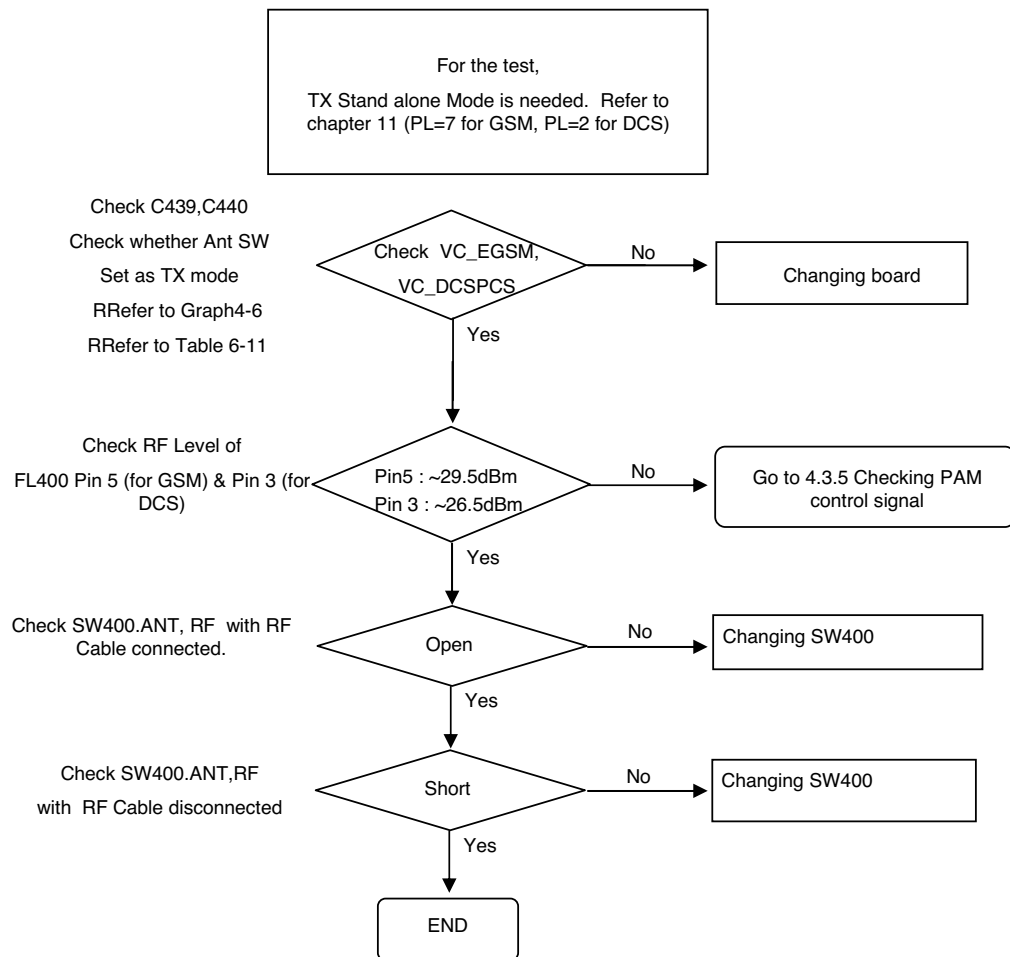 For the test,
TX Stand alone Mode is needed. Refer to
chapter 11 (PL=7 for GSM, PL=2 for DCS)
Check C439,C440
Check whether Ant SW
Set as TX mode
RRefer to Graph4-6
RRefer to Table 6-11
Check VC_EGSM,
VC_DCSPCS
No
Changing board
Yes
Check RF Level of
FL400 Pin 5 (for GSM) & Pin 3 (for
DCS)
Pin5 : ~29.5dBm
Pin 3 : ~26.5dBm
No
Go to 4.3.5 Checking PAM
control signal
Yes
Check SW400.ANT, RF with RF
Cable connected.
Open
No
Changing SW400
Yes
Check SW400.ANT,RF
with RF Cable disconnected
Short
No
Changing SW400
Yes
END